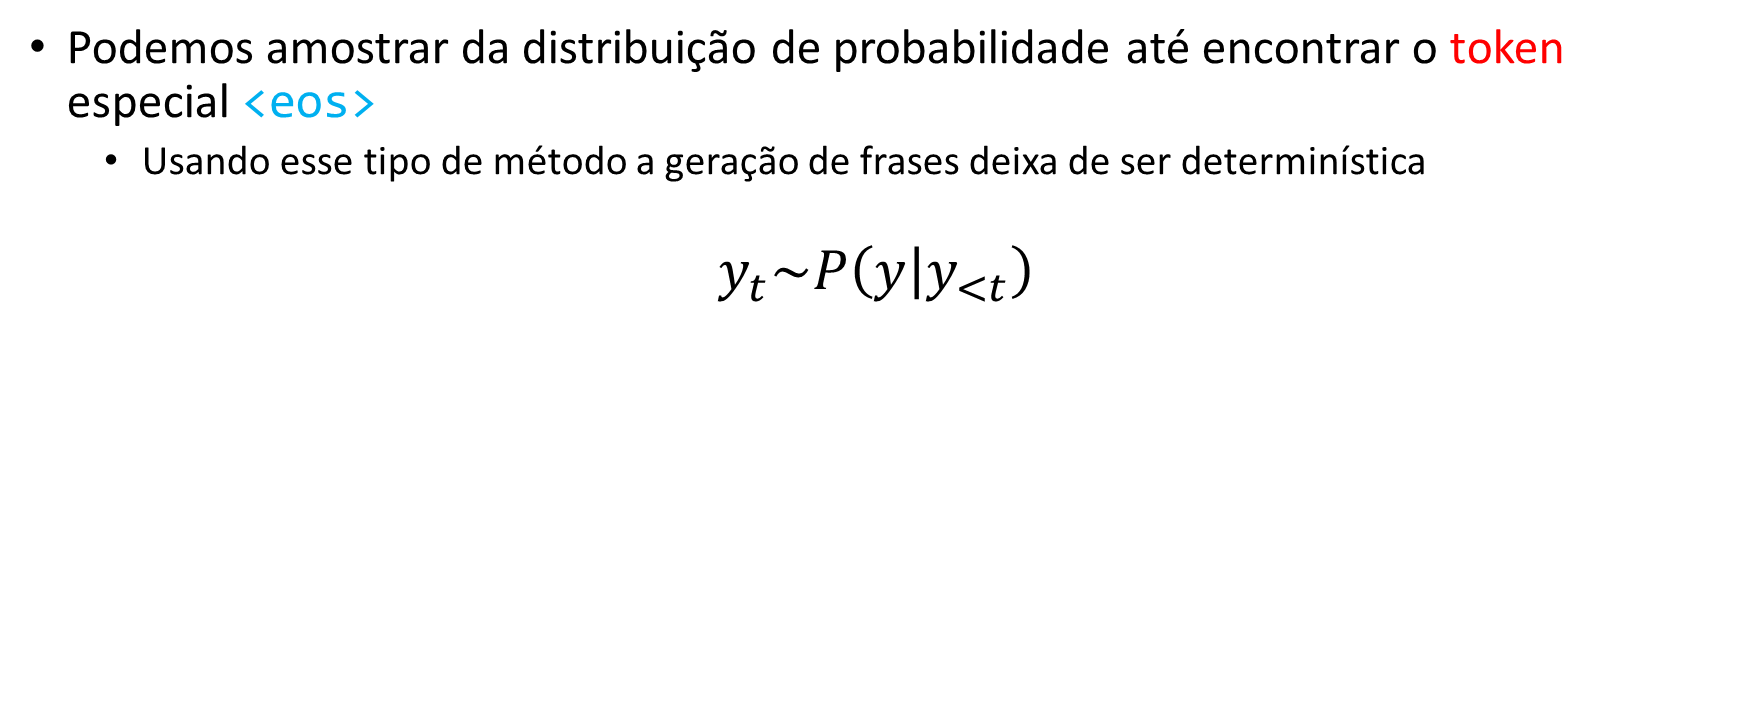 • Podemos amostrar da distribuição de probabilidade até encontrar o token
especial <eos>
• Usando esse tipo de método a geração de frases deixa de ser determinística
y_t~P(y|y_{<t})